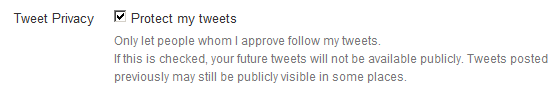 Tweet Privacy Protect my tweets
Only let people whom I approve follow my tweets.
If this is checked, your future tweets will not be available publicly. Tweets posted
previously may still be publicly visible in some places.